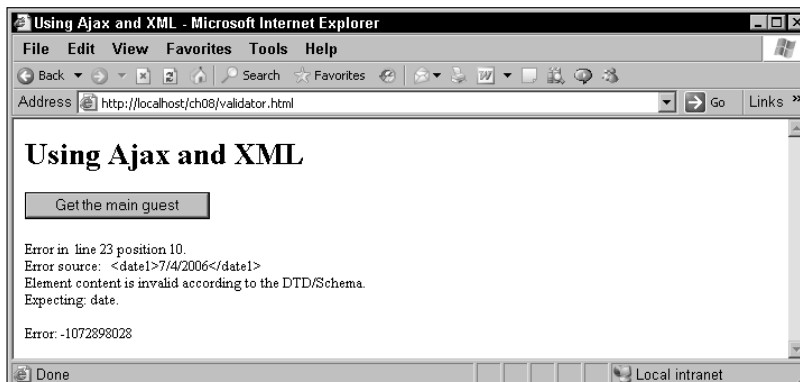 Using Ajax and XML - Microsoft Internet Explorer
File Edit View Favorites Tools Help
Back Search Favorites
Address http://localhost/ch08/validator.html Go Links »
Using Ajax and XML
Get the main guest
Error in line 23 position 10.
Error source: <date1>7/4/2006</date1>
Element content is invalid according to the DTD/Schema.
Expecting: date.
Error: -1072898028
Done Local intranet